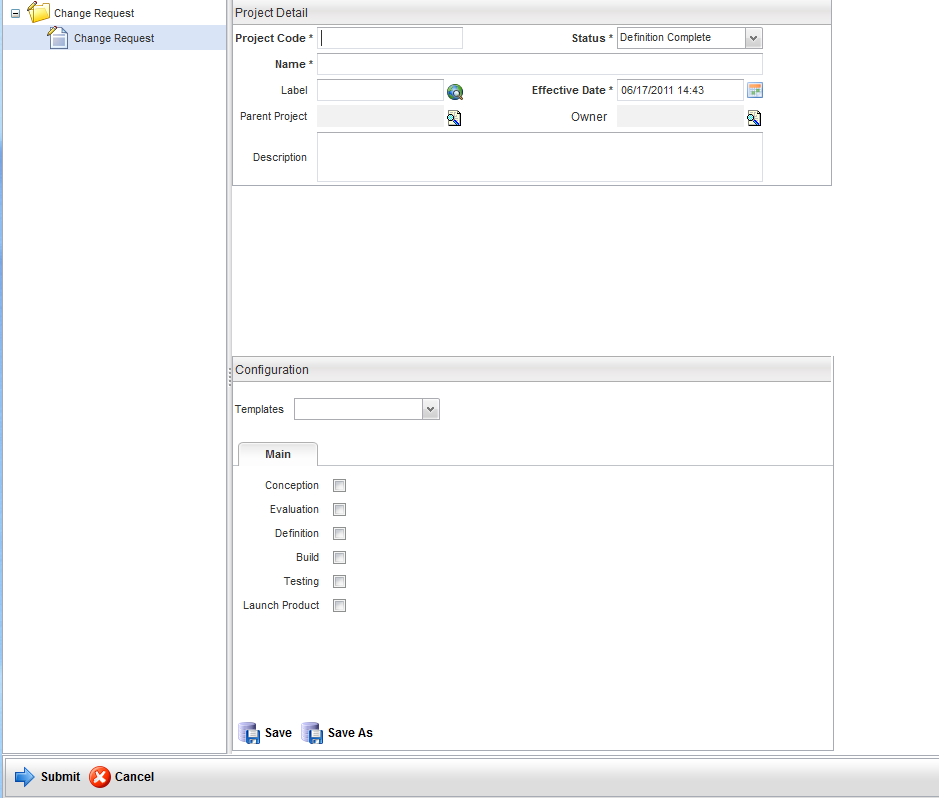 Change Request
Change Request
Project Detail
Project Code * Status * Definition Complete
Name *
Label Effective Date * 06/17/2011 14:43
Parent Project Owner
Description
Configuration
Templates
Main
Conception
Evaluation
Definition
Build
Testing
Launch Product
Save Save As
Submit Cancel